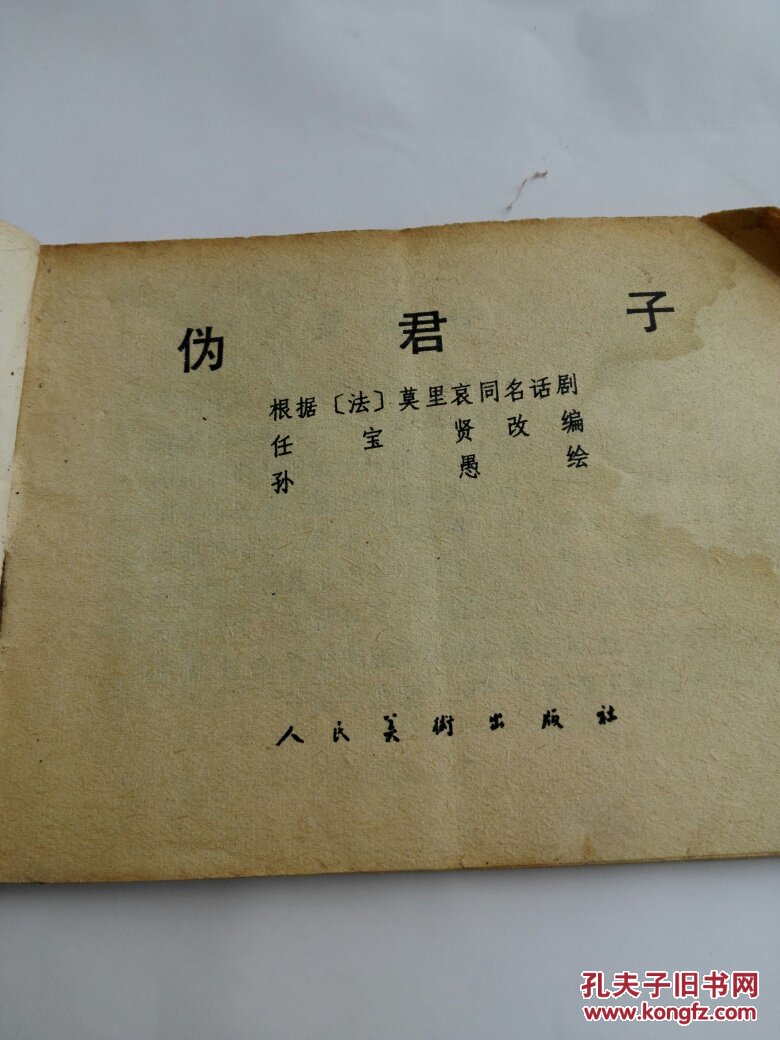 伪君子
根据〔法〕莫里哀同名话剧
任宝贤改编
孙愚绘
人民美術出版社
孔夫子旧书网
www.kongfz.com